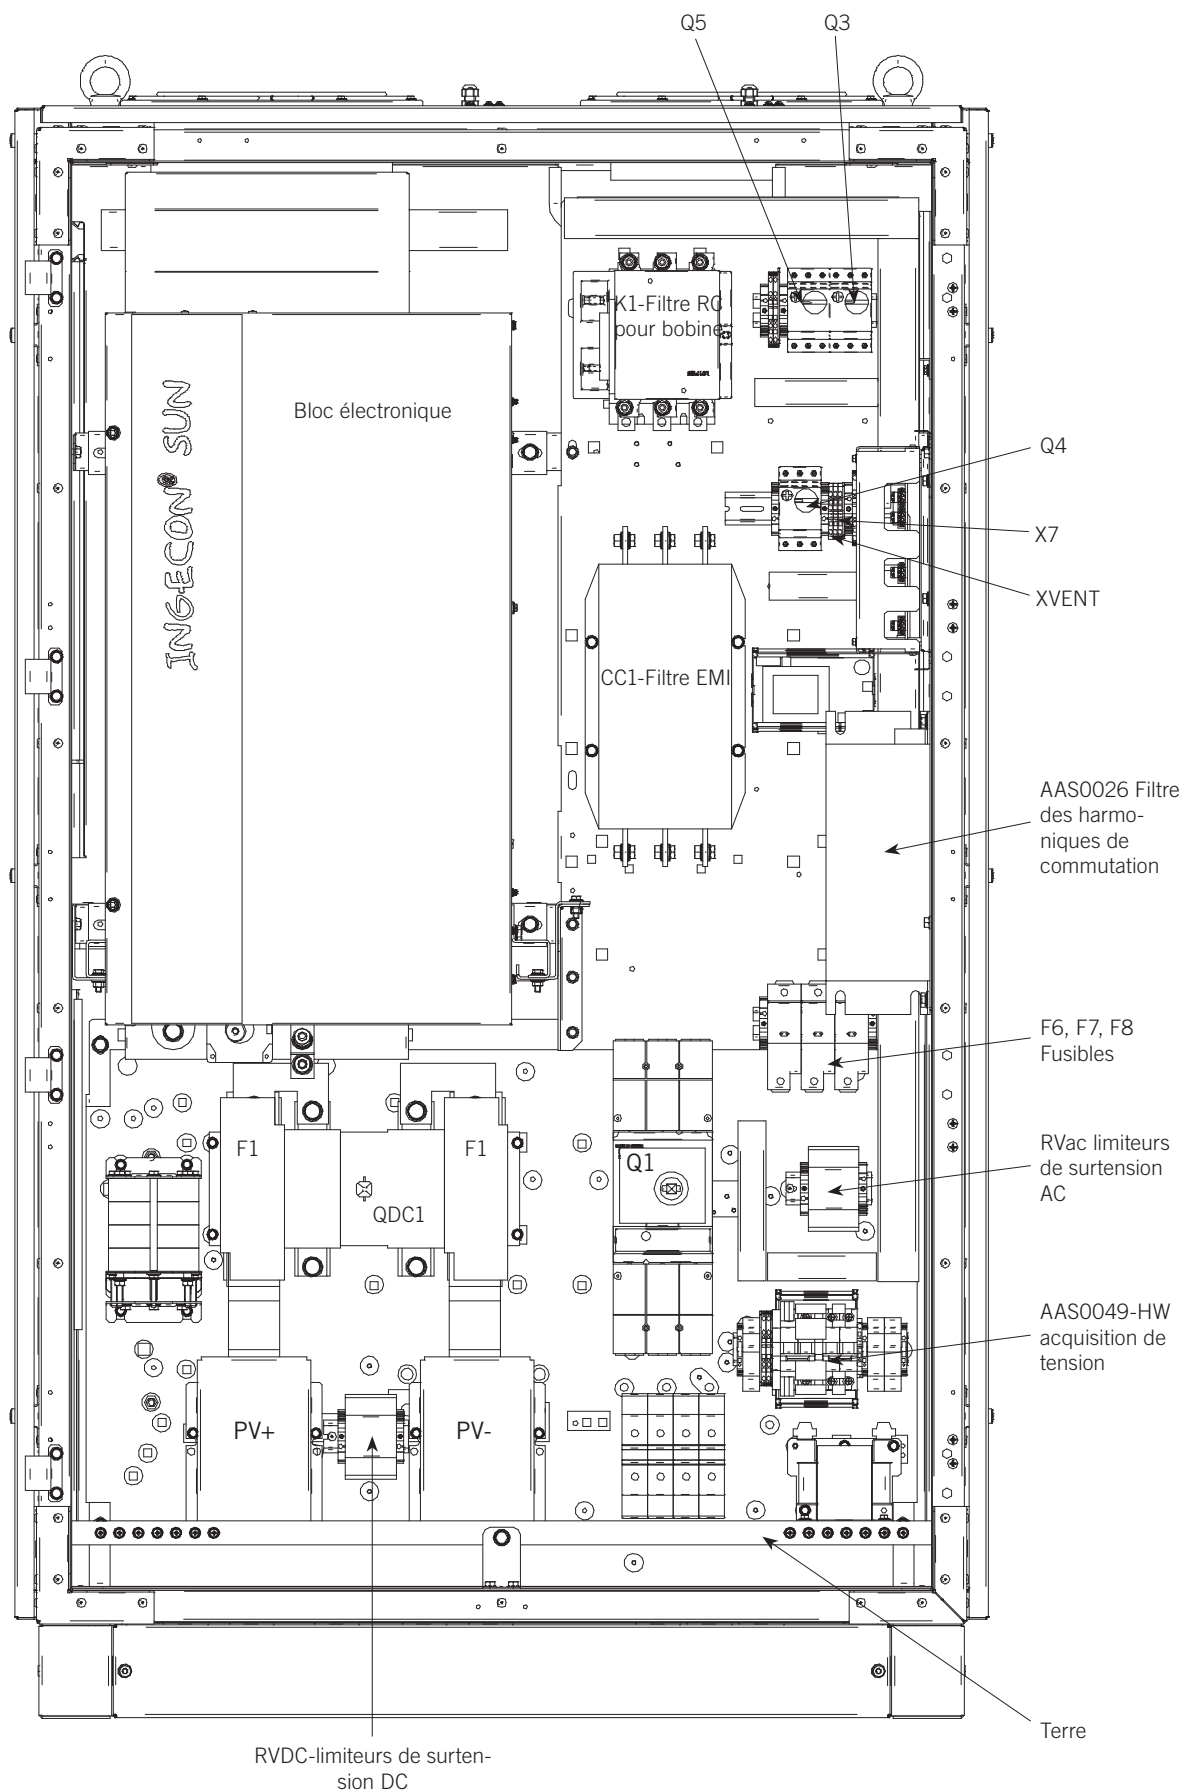 Q5
Q3
K1-Filtre RC
pour bobine
Bloc électronique
INGECON® SUN
Q4
X7
XVENT
CC1-Filtre EMI
AAS0026 Filtre
des harmo-
niques de
commutation
F6, F7, F8
Fusibles
F1
F1
Q1
QDC1
RVac limiteurs
de surtension
AC
AAS0049-HW
acquisition de
tension
PV+
PV-
Terre
RVDC-limiteurs de surten-
sion DC